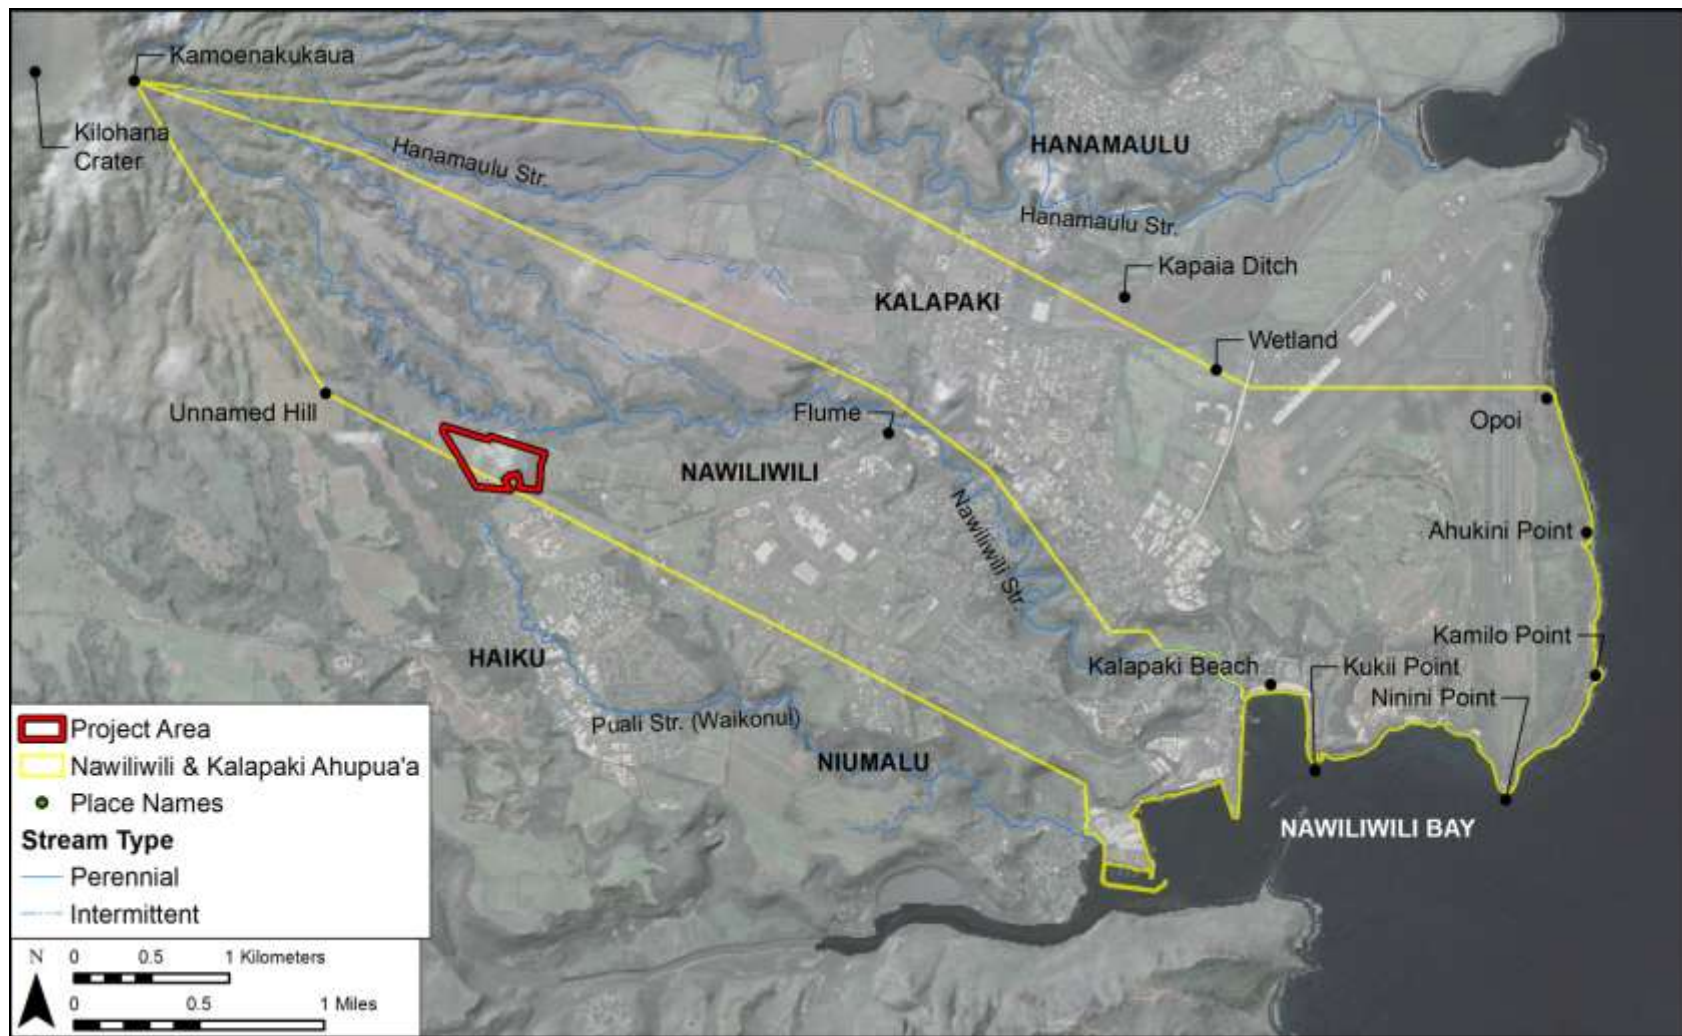 Kamoenakukaua
Kilohana
Crater
Hanamaulu Str.
HANAMAULU
Hanamaulu Str.
Kapaia Ditch
KALAPAKI
Wetland
Unnamed Hill
Flume
Opoi
NAWILIWILI
Nawiliwili Str.
Ahukini Point
HAIKU
Kamilo Point
Kalapaki Beach
Kukii Point
Ninini Point
Puali Str. (Waikonul)
NIUMALU
NAWILIWILI BAY
Project Area
Nawiliwili & Kalapaki Ahupua'a
Place Names
Stream Type
Perennial
Intermittent
N
0 0.5 1 Kilometers
0 0.5 1 Miles